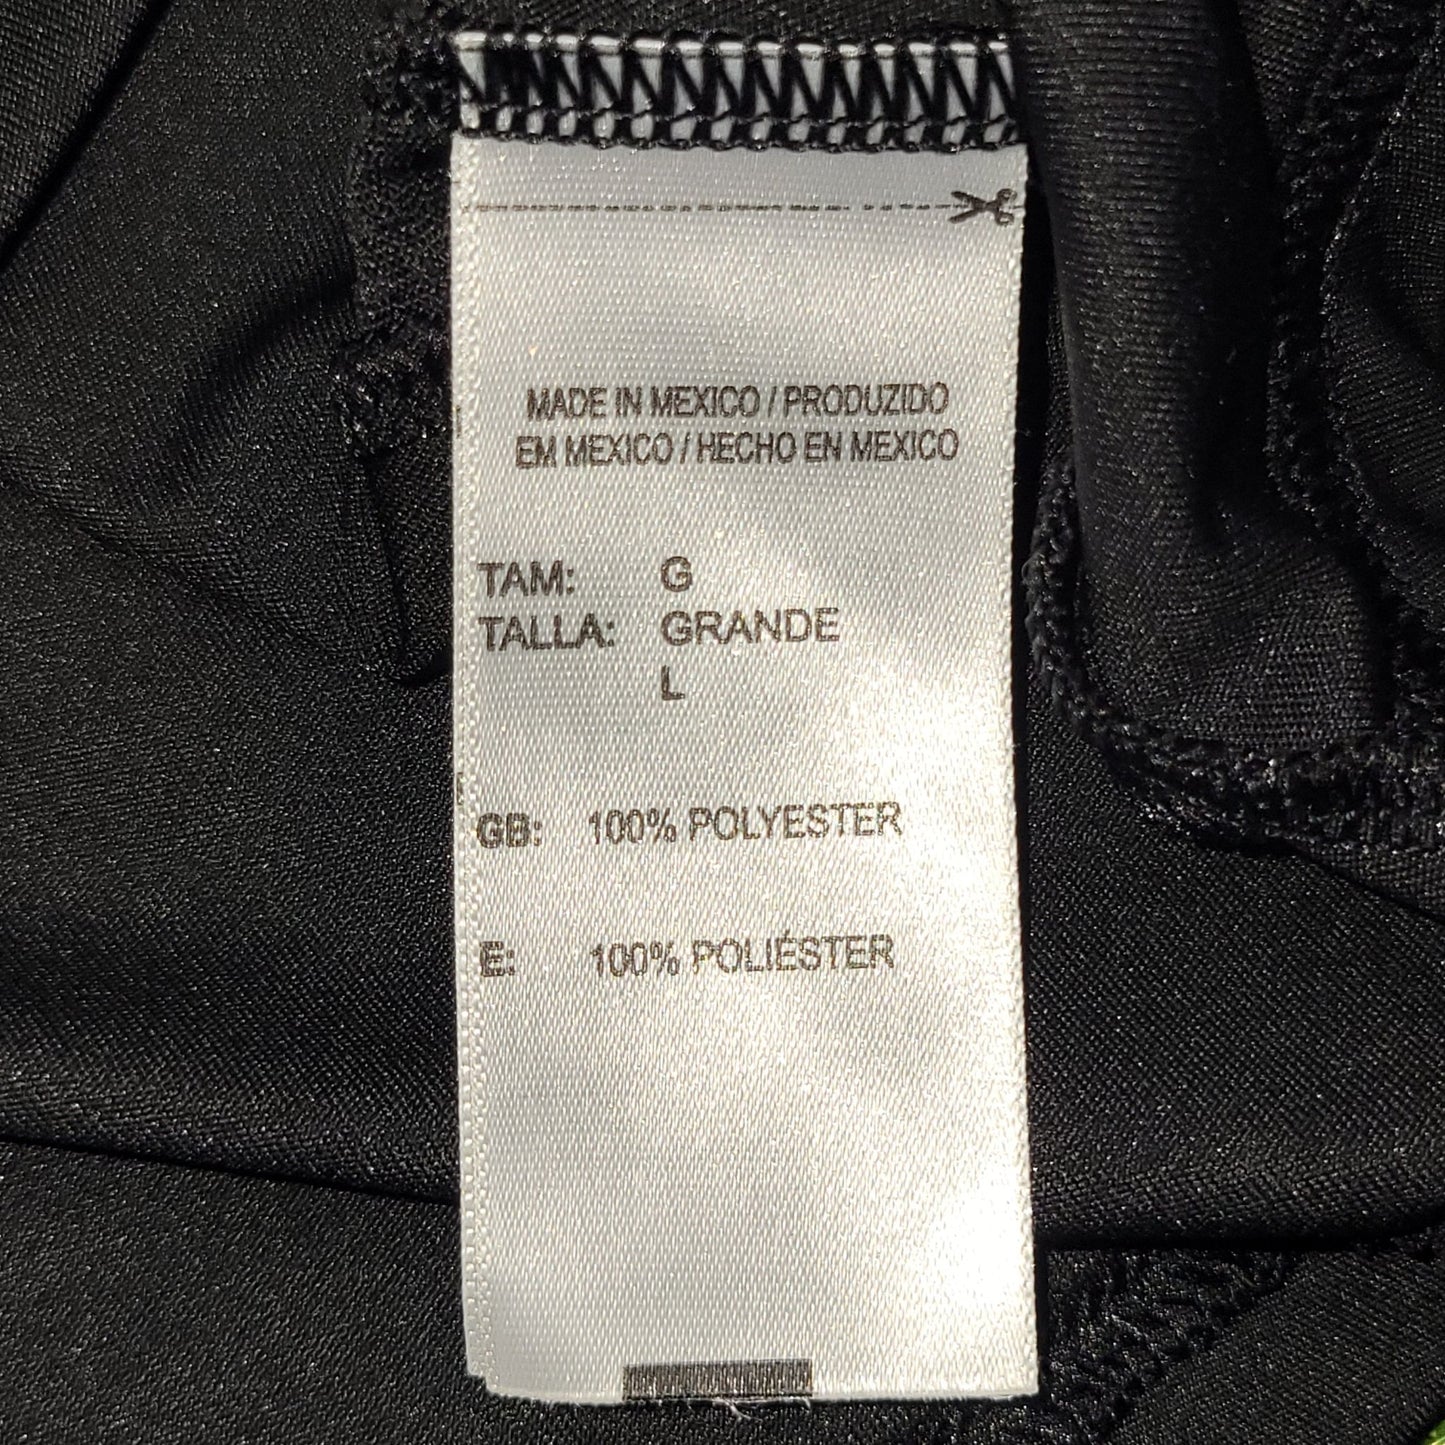 MADE IN MEXICO / PRODUZIDO
EM MEXICO / HECHO EN MEXICO
TAM: G
TALLA: GRANDE
L
GB: 100% POLYESTER
E: 100% POLIÉSTER